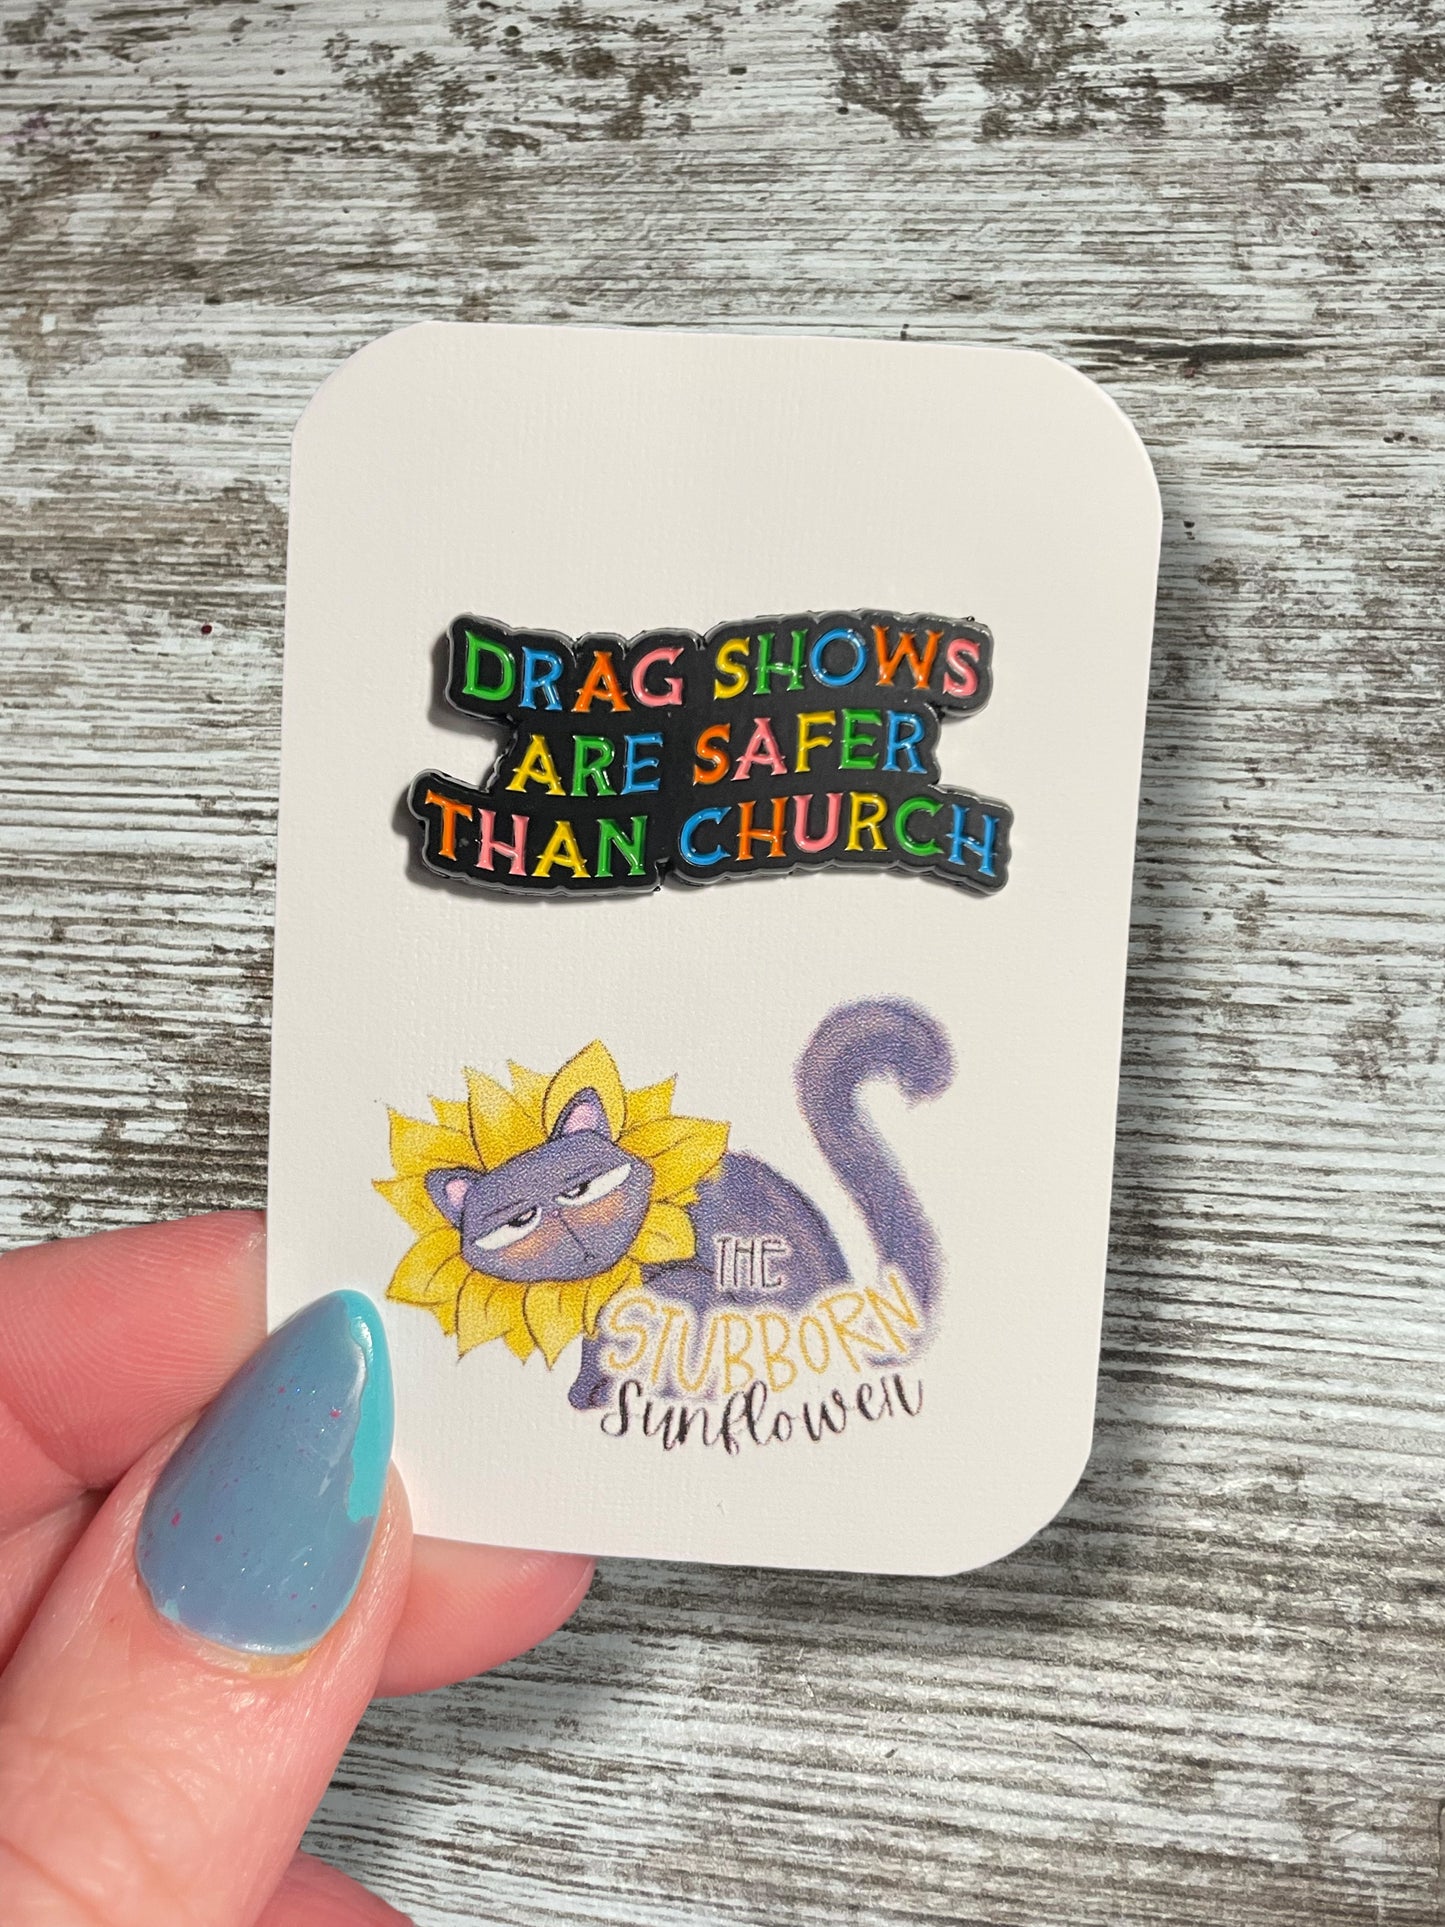 DRAG SHOWS
ARE SAFER
THAN CHURCH
THE
STUBBORN
Sunflower